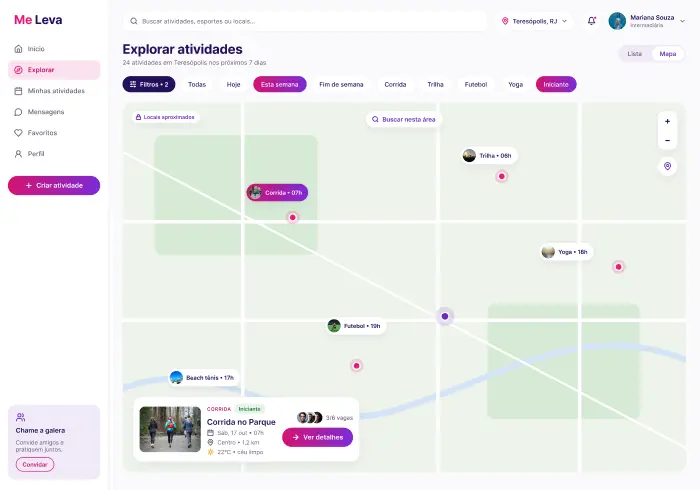 Me Leva
Buscar atividades, esportes ou locais...
Teresópolis, RJ
Mariana Souza
Intermediária
Início
Explorar
Minhas atividades
Mensagens
Favoritos
Perfil
Criar atividade
Explorar atividades
24 atividades em Teresópolis nos próximos 7 dias
Lista
Mapa
Filtros • 2
Todas
Hoje
Esta semana
Fim de semana
Corrida
Trilha
Futebol
Yoga
Iniciante
Locais aproximados
Buscar nesta área
+
−
Trilha • 06h
Corrida • 07h
Yoga • 16h
Futebol • 19h
Beach tênis • 17h
CORRIDA
Iniciante
Corrida no Parque
Sáb, 17 out • 07h
Centro • 1,2 km
22°C • céu limpo
3/6 vagas
Ver detalhes
Chame a galera
Convide amigos e
pratiquem juntos.
Convidar